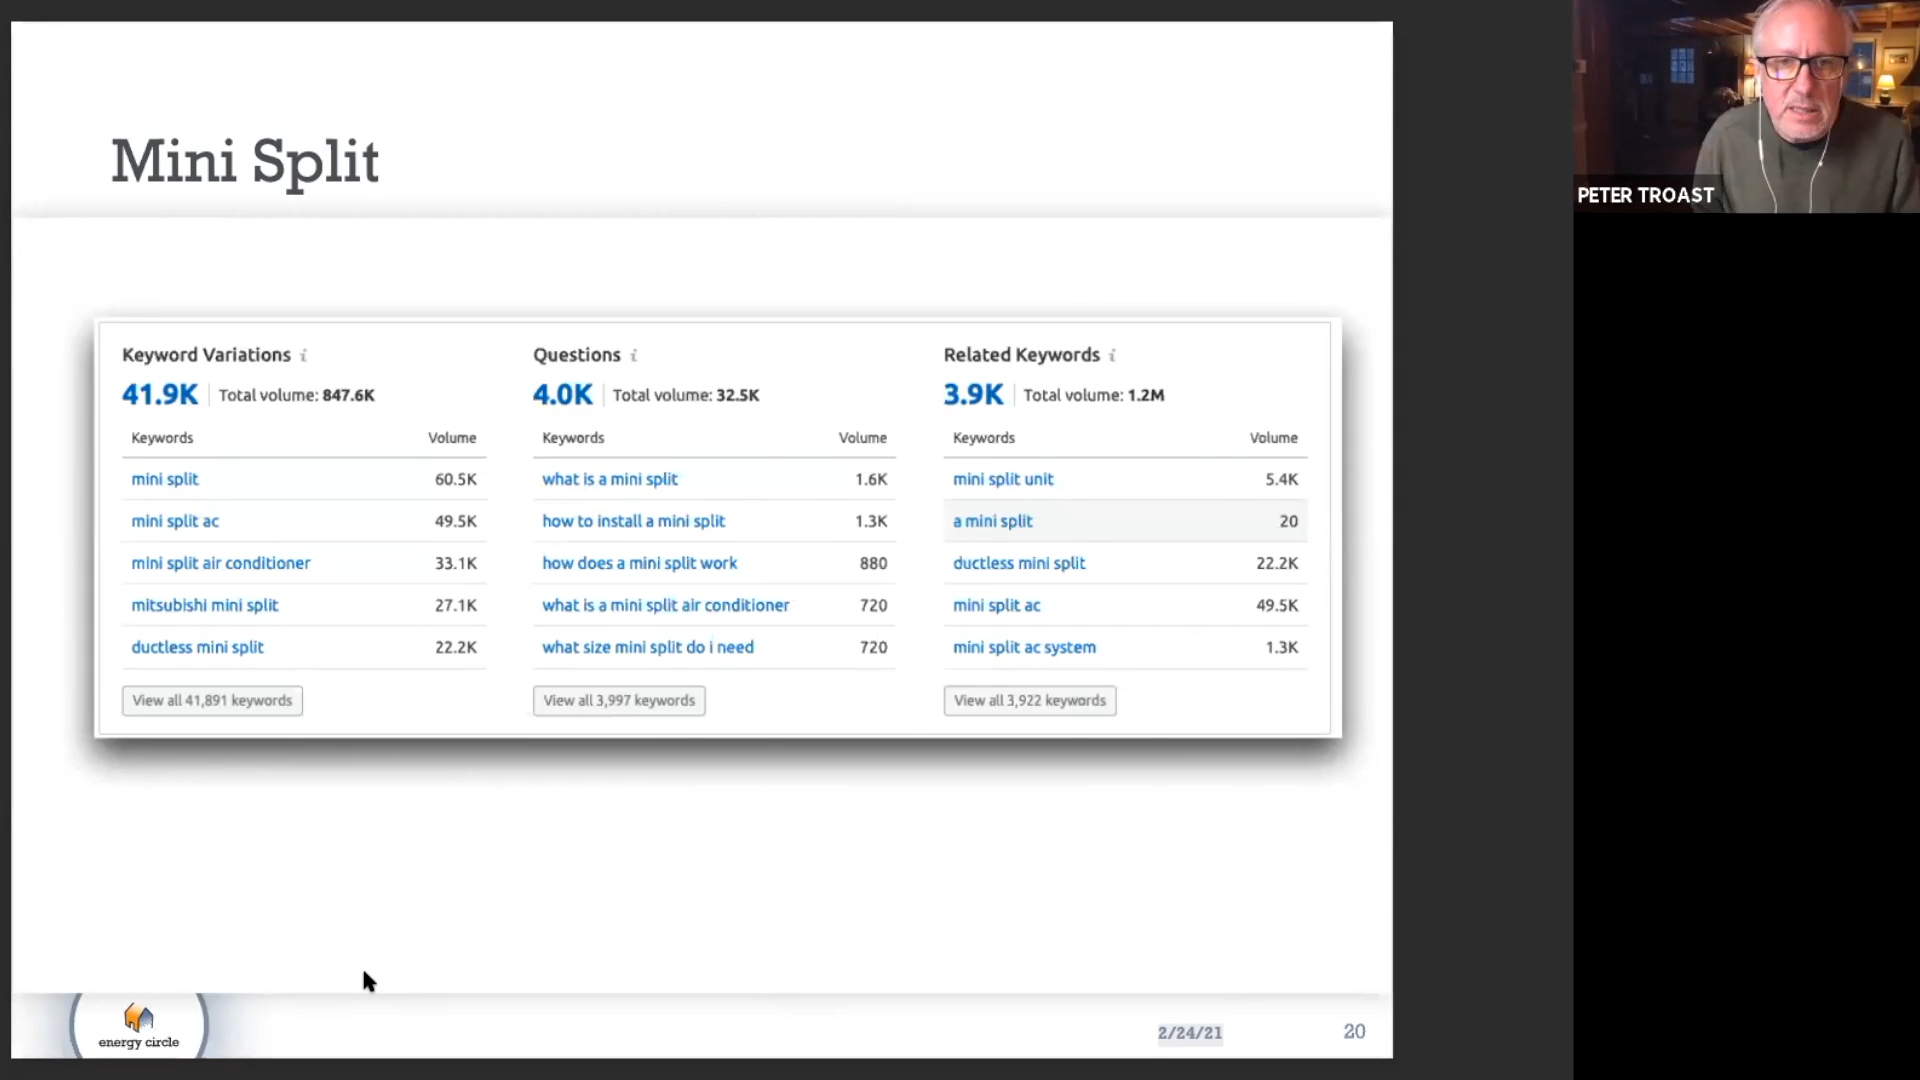 Mini Split
Keyword Variations i
41.9K Total volume: 847.6K
Keywords Volume
mini split 60.5K
mini split ac 49.5K
mini split air conditioner 33.1K
mitsubishi mini split 27.1K
ductless mini split 22.2K
View all 41,891 keywords
Questions i
4.0K Total volume: 32.5K
Keywords Volume
what is a mini split 1.6K
how to install a mini split 1.3K
how does a mini split work 880
what is a mini split air conditioner 720
what size mini split do i need 720
View all 3,997 keywords
Related Keywords i
3.9K Total volume: 1.2M
Keywords Volume
mini split unit 5.4K
a mini split 20
ductless mini split 22.2K
mini split ac 49.5K
mini split ac system 1.3K
View all 3,922 keywords
energy circle
2/24/21 20
PETER TROAST